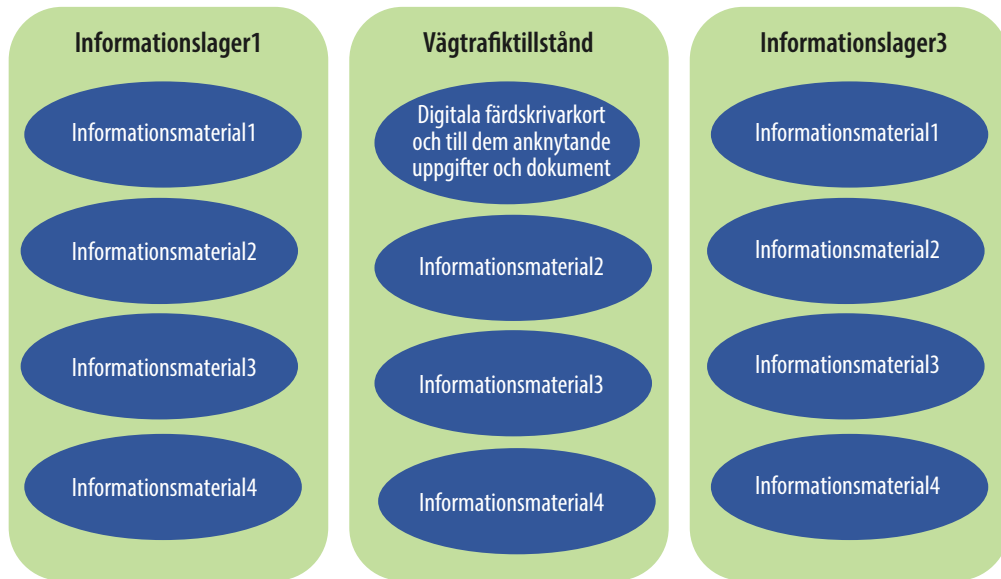 Informationslager1
Informationsmaterial1
Informationsmaterial2
Informationsmaterial3
Informationsmaterial4
Vägtrafiktillstånd
Digitala färdskrivarkort
och till dem anknytande
uppgifter och dokument
Informationsmaterial2
Informationsmaterial3
Informationsmaterial4
Informationslager3
Informationsmaterial1
Informationsmaterial2
Informationsmaterial3
Informationsmaterial4